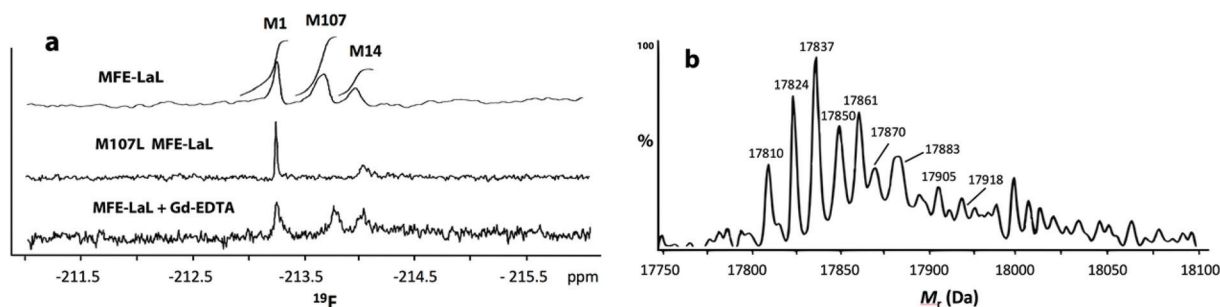 a
M1
M107
M14
MFE-LaL
M107L MFE-LaL
MFE-LaL + Gd-EDTA
-211.5
-212.5
-213.5
-214.5
-215.5
ppm
19F
b
100
%
17810
17824
17837
17850
17861
17870
17883
17905
17918
17750
17800
17850
17900
17950
18000
18050
18100
Mr (Da)